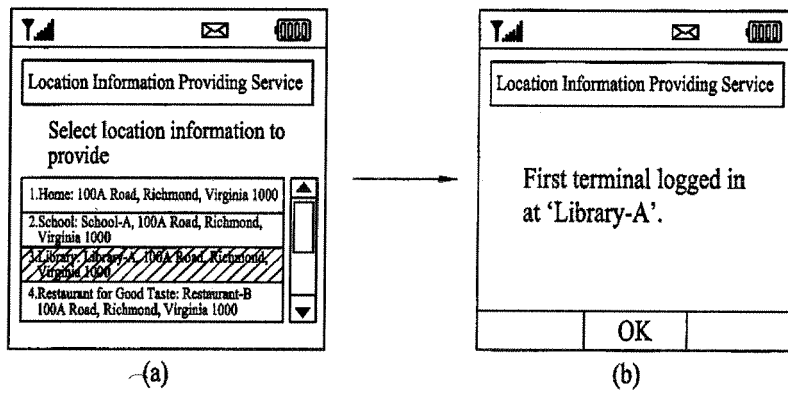 Location Information Providing Service
Select location information to
provide
1.Home: 100A Road, Richmond, Virginia 1000
2.School: School-A, 100A Road, Richmond,
Virginia 1000
3.Library: Library-A, 100A Road, Richmond,
Virginia 1000
4.Restaurant for Good Taste: Restaurant-B
100A Road, Richmond, Virginia 1000
(a)
Location Information Providing Service
First terminal logged in
at ‘Library-A’.
OK
(b)